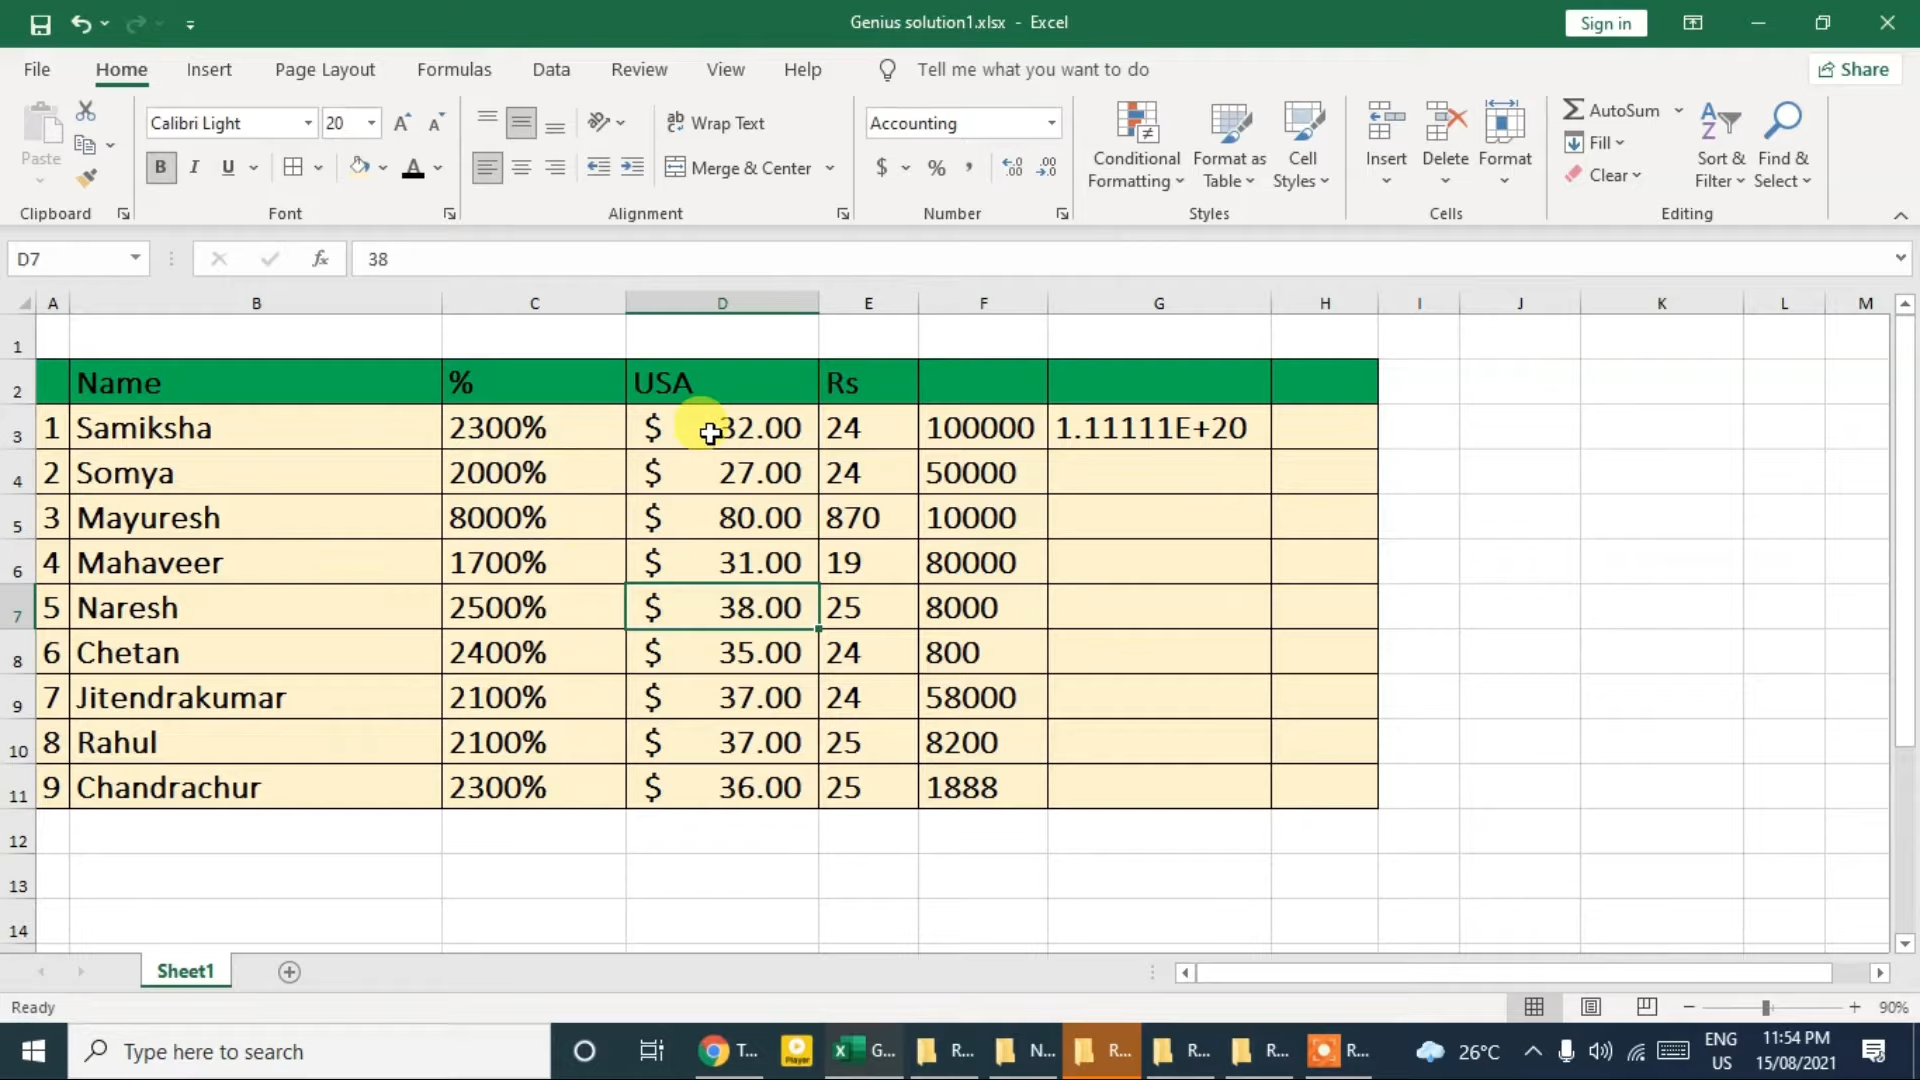 Genius solution1.xlsx - Excel
Sign in
File Home Insert Page Layout Formulas Data Review View Help Tell me what you want to do Share
Paste
Clipboard
Calibri Light 20
B I U
Font
Wrap Text
Merge & Center
Alignment
Accounting
$ % ,
Number
Conditional Formatting
Format as Table
Cell Styles
Styles
Insert Delete Format
Cells
AutoSum
Fill
Clear
Sort & Filter
Find & Select
Editing
D7 fx 38
A B C D E F G H I J K L M
1
2 Name % USA Rs
3 1 Samiksha 2300% $ 32.00 24 100000 1.11111E+20
4 2 Somya 2000% $ 27.00 24 50000
5 3 Mayuresh 8000% $ 80.00 870 10000
6 4 Mahaveer 1700% $ 31.00 19 80000
7 5 Naresh 2500% $ 38.00 25 8000
8 6 Chetan 2400% $ 35.00 24 800
9 7 Jitendrakumar 2100% $ 37.00 24 58000
10 8 Rahul 2100% $ 37.00 25 8200
11 9 Chandrachur 2300% $ 36.00 25 1888
12
13
14
Sheet1
Ready 90%
Type here to search
T... Player G... R... N... R... R... R... R...
26°C ENG US 11:54 PM 15/08/2021